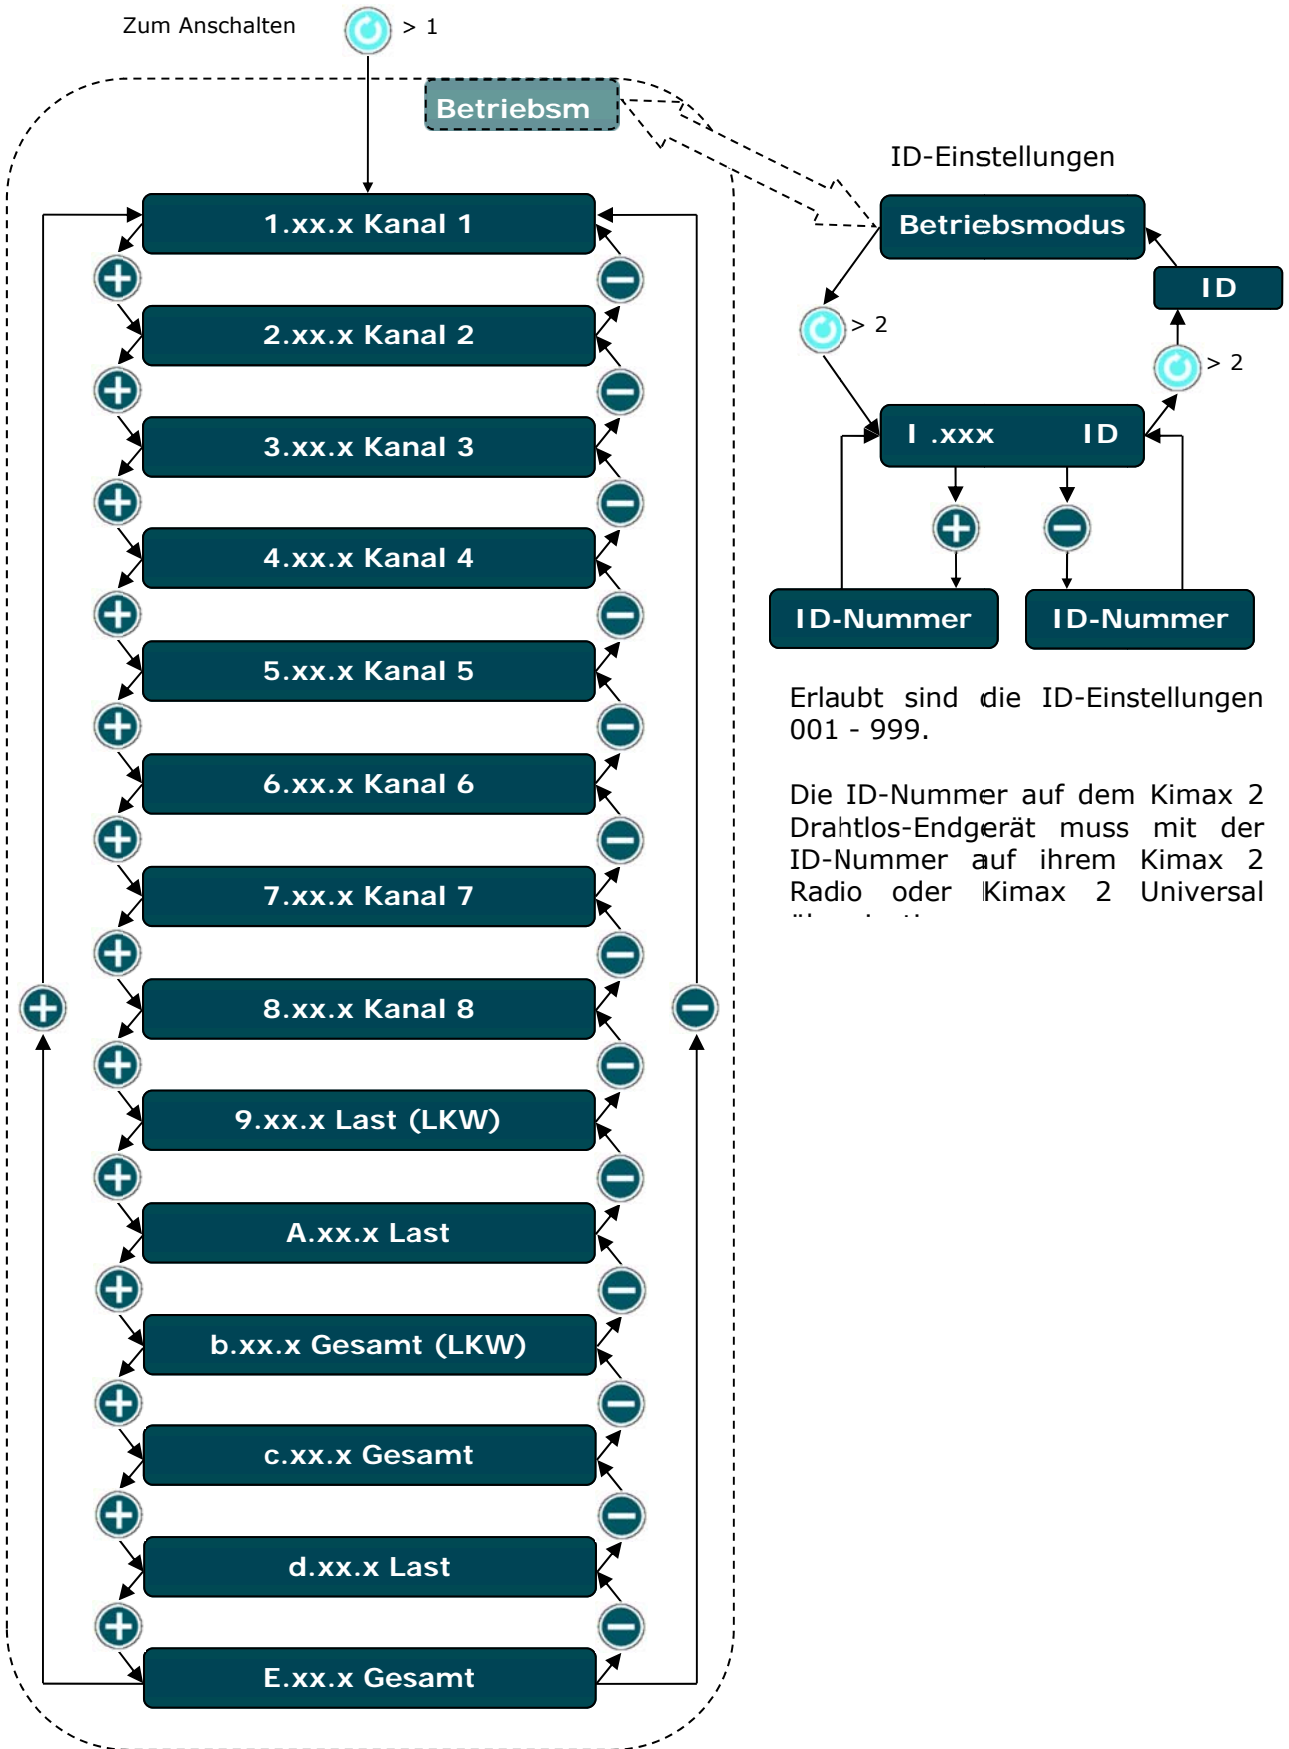 Zum Anschalten
> 1
Betriebsm
1.xx.x Kanal 1
2.xx.x Kanal 2
3.xx.x Kanal 3
4.xx.x Kanal 4
5.xx.x Kanal 5
6.xx.x Kanal 6
7.xx.x Kanal 7
8.xx.x Kanal 8
9.xx.x Last (LKW)
A.xx.x Last
b.xx.x Gesamt (LKW)
c.xx.x Gesamt
d.xx.x Last
E.xx.x Gesamt
ID-Einstellungen
Betriebsmodus
ID
> 2
> 2
I .xxx ID
ID-Nummer
ID-Nummer
Erlaubt sind die ID-Einstellungen
001 - 999.
Die ID-Nummer auf dem Kimax 2
Drahtlos-Endgerät muss mit der
ID-Nummer auf ihrem Kimax 2
Radio oder Kimax 2 Universal